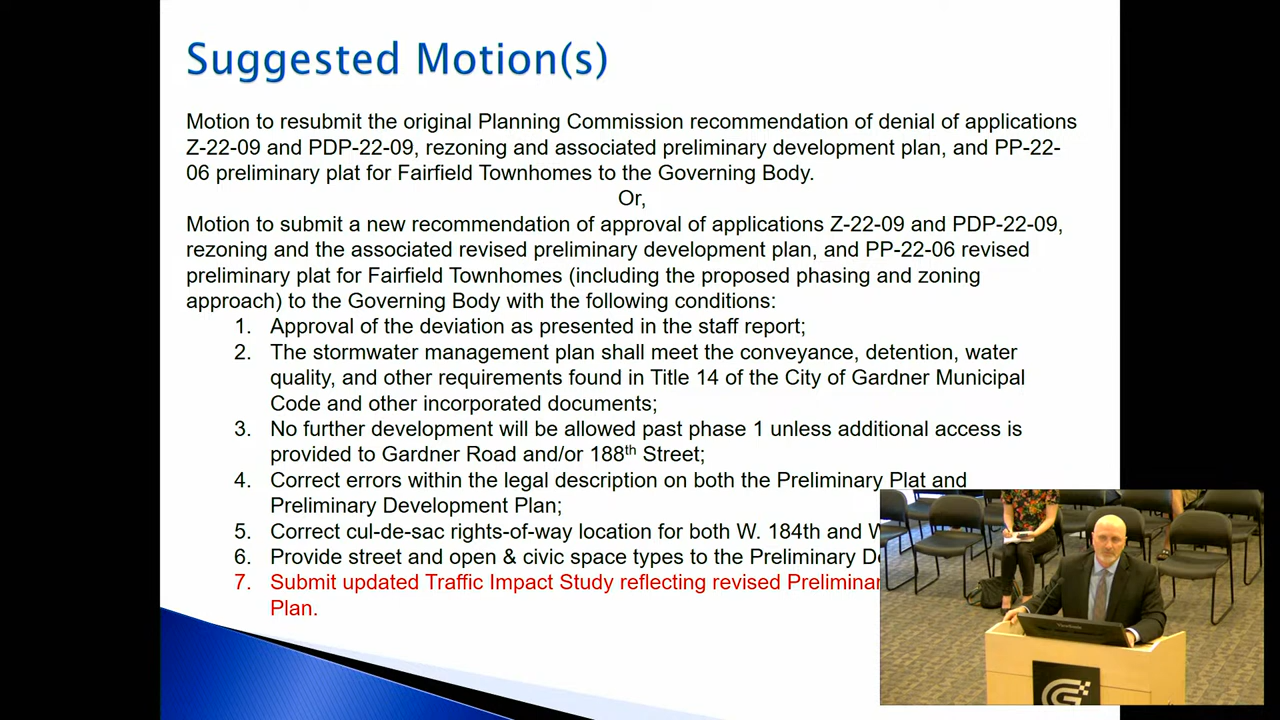 Suggested Motion(s)
Motion to resubmit the original Planning Commission recommendation of denial of applications
Z-22-09 and PDP-22-09, rezoning and associated preliminary development plan, and PP-22-
06 preliminary plat for Fairfield Townhomes to the Governing Body.
Or,
Motion to submit a new recommendation of approval of applications Z-22-09 and PDP-22-09,
rezoning and the associated revised preliminary development plan, and PP-22-06 revised
preliminary plat for Fairfield Townhomes (including the proposed phasing and zoning
approach) to the Governing Body with the following conditions:
1. Approval of the deviation as presented in the staff report;
2. The stormwater management plan shall meet the conveyance, detention, water
quality, and other requirements found in Title 14 of the City of Gardner Municipal
Code and other incorporated documents;
3. No further development will be allowed past phase 1 unless additional access is
provided to Gardner Road and/or 188th Street;
4. Correct errors within the legal description on both the Preliminary Plat and
Preliminary Development Plan;
5. Correct cul-de-sac rights-of-way location for both W. 184th and
6. Provide street and open & civic space types to the Preliminary
7. Submit updated Traffic Impact Study reflecting revised
Plan.